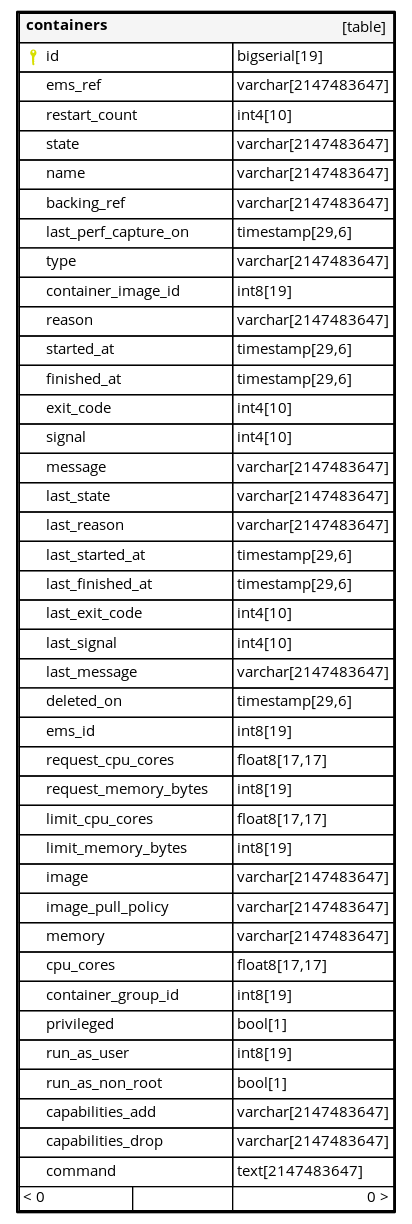 containers [table]
id bigserial[19]
ems_ref varchar[2147483647]
restart_count int4[10]
state varchar[2147483647]
name varchar[2147483647]
backing_ref varchar[2147483647]
last_perf_capture_on timestamp[29,6]
type varchar[2147483647]
container_image_id int8[19]
reason varchar[2147483647]
started_at timestamp[29,6]
finished_at timestamp[29,6]
exit_code int4[10]
signal int4[10]
message varchar[2147483647]
last_state varchar[2147483647]
last_reason varchar[2147483647]
last_started_at timestamp[29,6]
last_finished_at timestamp[29,6]
last_exit_code int4[10]
last_signal int4[10]
last_message varchar[2147483647]
deleted_on timestamp[29,6]
ems_id int8[19]
request_cpu_cores float8[17,17]
request_memory_bytes int8[19]
limit_cpu_cores float8[17,17]
limit_memory_bytes int8[19]
image varchar[2147483647]
image_pull_policy varchar[2147483647]
memory varchar[2147483647]
cpu_cores float8[17,17]
container_group_id int8[19]
privileged bool[1]
run_as_user int8[19]
run_as_non_root bool[1]
capabilities_add varchar[2147483647]
capabilities_drop varchar[2147483647]
command text[2147483647]
< 0 0 >